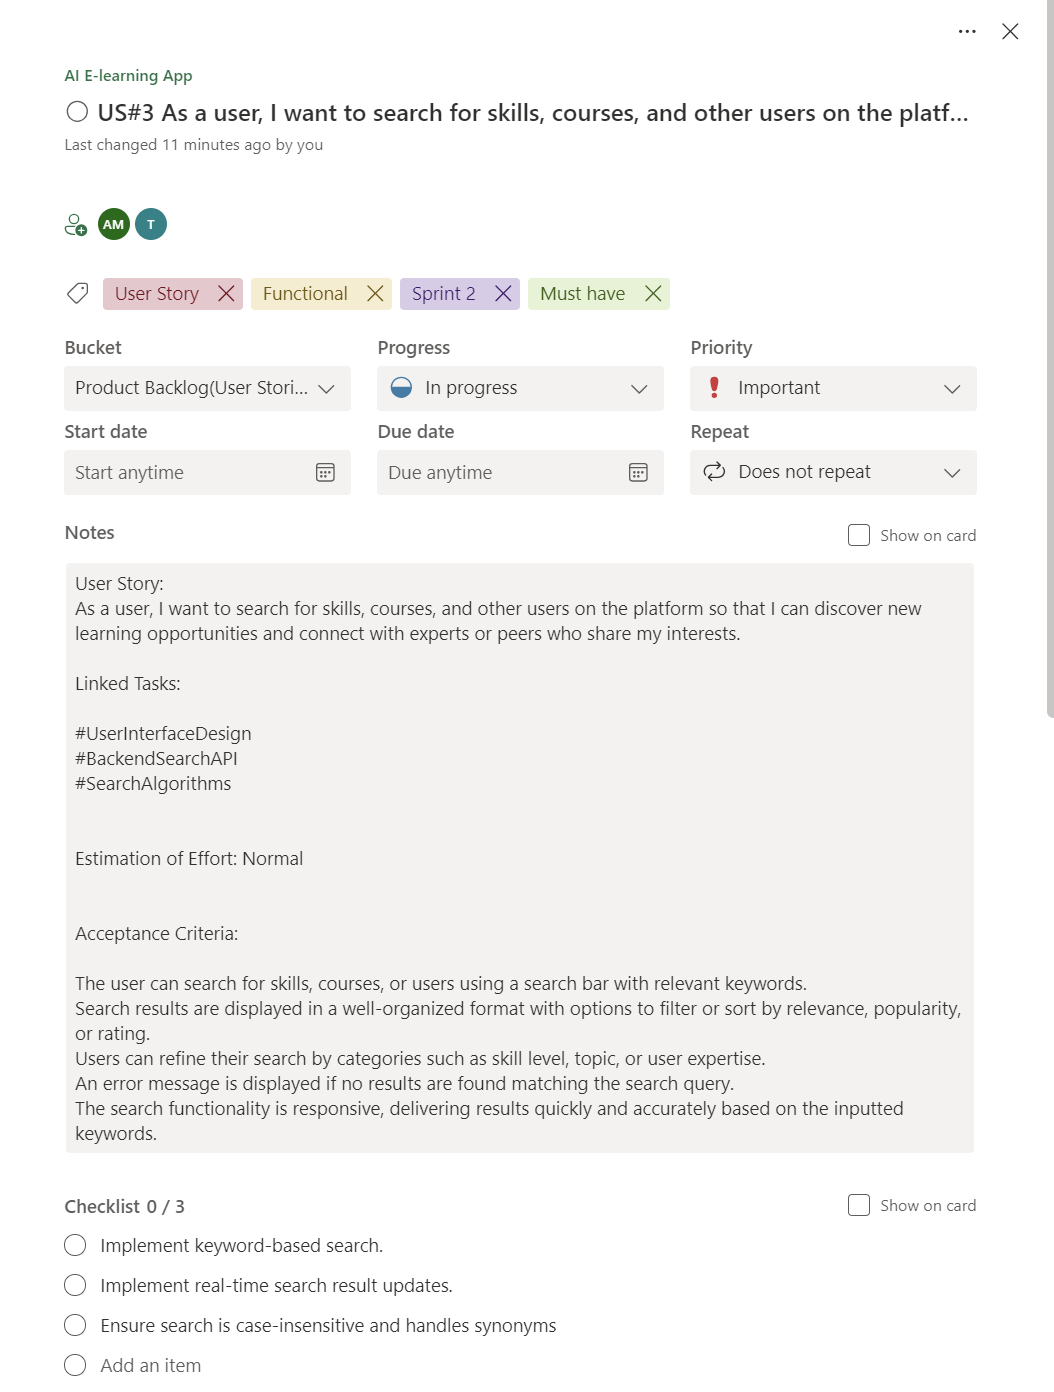 AI E-learning App
US#3 As a user, I want to search for skills, courses, and other users on the platf...
Last changed 11 minutes ago by you
AM T
User Story Functional Sprint 2 Must have
Bucket Progress Priority
Product Backlog(User Stori... In progress Important
Start date Due date Repeat
Start anytime Due anytime Does not repeat
Notes Show on card
User Story:
As a user, I want to search for skills, courses, and other users on the platform so that I can discover new
learning opportunities and connect with experts or peers who share my interests.
Linked Tasks:
#UserInterfaceDesign
#BackendSearchAPI
#SearchAlgorithms
Estimation of Effort: Normal
Acceptance Criteria:
The user can search for skills, courses, or users using a search bar with relevant keywords.
Search results are displayed in a well-organized format with options to filter or sort by relevance, popularity,
or rating.
Users can refine their search by categories such as skill level, topic, or user expertise.
An error message is displayed if no results are found matching the search query.
The search functionality is responsive, delivering results quickly and accurately based on the inputted
keywords.
Checklist 0 / 3 Show on card
Implement keyword-based search.
Implement real-time search result updates.
Ensure search is case-insensitive and handles synonyms
Add an item